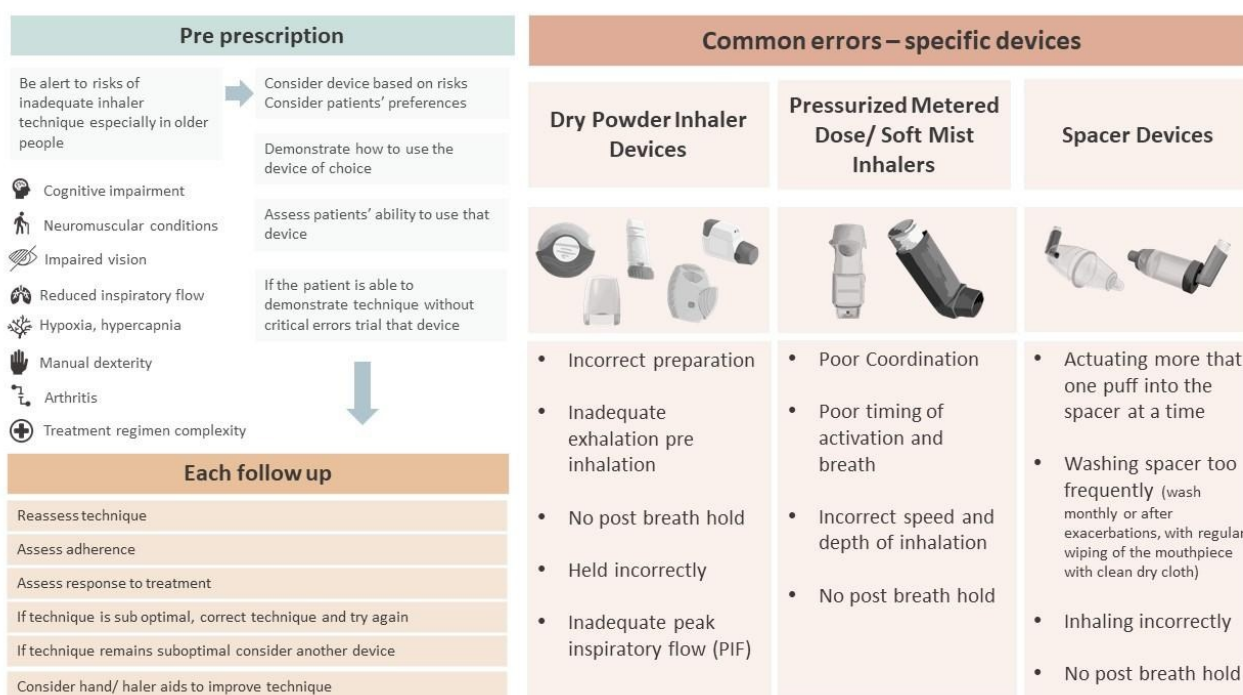 Pre prescription
Be alert to risks of
inadequate inhaler
technique especially in older
people
Cognitive impairment
Neuromuscular conditions
Impaired vision
Reduced inspiratory flow
Hypoxia, hypercapnia
Manual dexterity
Arthritis
Treatment regimen complexity
Consider device based on risks
Consider patients’ preferences
Demonstrate how to use the
device of choice
Assess patients’ ability to use that
device
If the patient is able to
demonstrate technique without
critical errors trial that device
Each follow up
Reassess technique
Assess adherence
Assess response to treatment
If technique is sub optimal, correct technique and try again
If technique remains suboptimal consider another device
Consider hand/ haler aids to improve technique
Common errors – specific devices
Dry Powder Inhaler
Devices
• Incorrect preparation
• Inadequate
exhalation pre
inhalation
• No post breath hold
• Held incorrectly
• Inadequate peak
inspiratory flow (PIF)
Pressurized Metered
Dose/ Soft Mist
Inhalers
• Poor Coordination
• Poor timing of
activation and
breath
• Incorrect speed and
depth of inhalation
• No post breath hold
Spacer Devices
• Actuating more that
one puff into the
spacer at a time
• Washing spacer too
frequently (wash
monthly or after
exacerbations, with regular
wiping of the mouthpiece
with clean dry cloth)
• Inhaling incorrectly
• No post breath hold